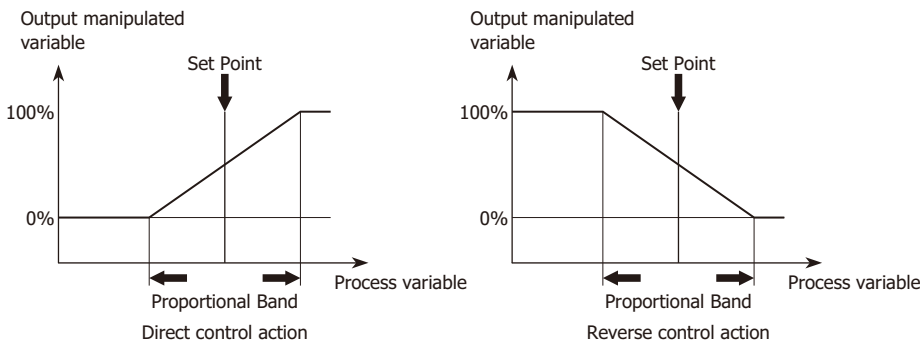 Output manipulated
variable
Set Point
100%
0%
Process variable
Proportional Band
Direct control action
Output manipulated
variable
Set Point
100%
0%
Process variable
Proportional Band
Reverse control action